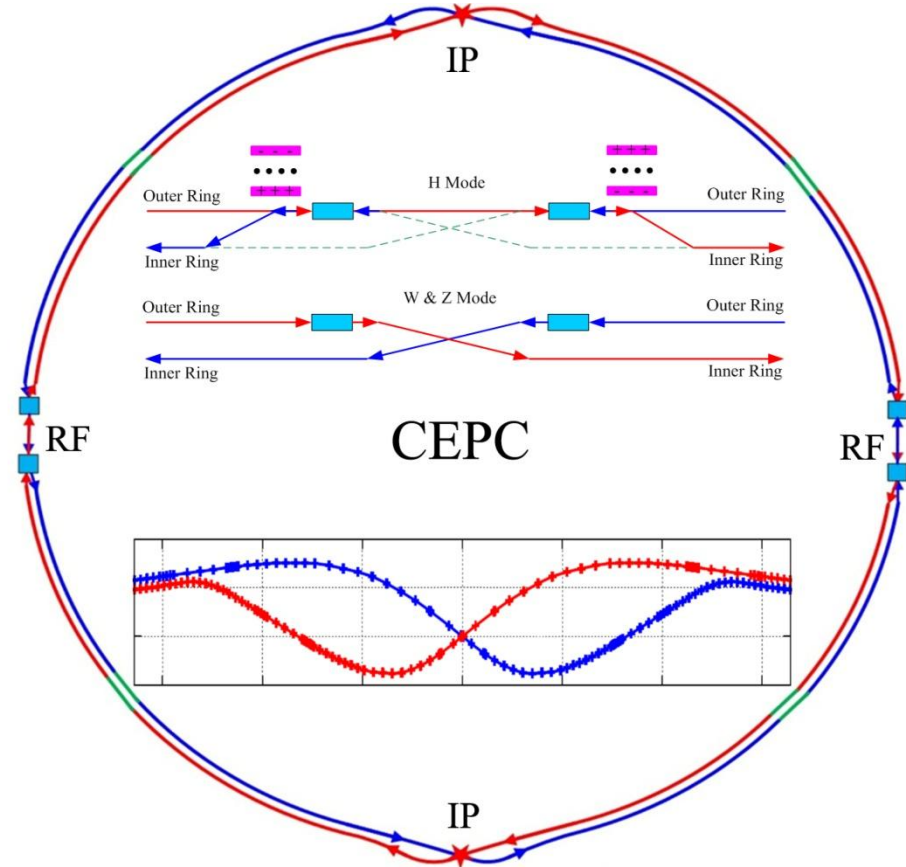 IP
- - -
+ + +
+ + +
- - -
H Mode
Outer Ring
Outer Ring
Inner Ring
Inner Ring
W & Z Mode
Outer Ring
Outer Ring
Inner Ring
Inner Ring
RF
CEPC
RF
IP